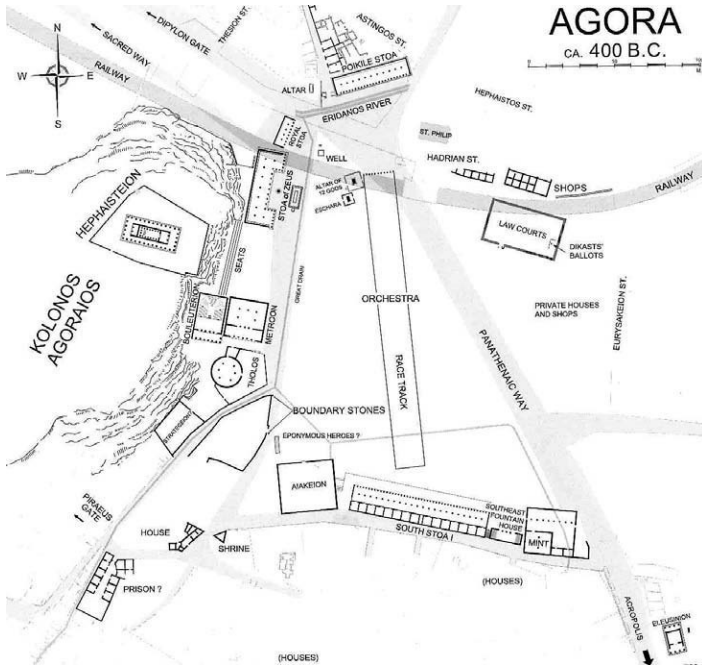 AGORA
CA. 400 B.C.
N
W E
S
SACRED WAY
DIPYLON GATE
THESION ST.
ASTINGOS ST.
RAILWAY
POIKILE STOA
ALTAR
ERIDANOS RIVER
HEPHAISTOS ST.
ST. PHILIP
ROYAL STOA
WELL
HADRIAN ST.
SHOPS
RAILWAY
STOA of ZEUS
ALTAR OF
12 GODS
ESCHARA
LAW COURTS
DIKASTS'
BALLOTS
HEPHAISTEION
SEATS
KOLONOS
AGORAIOS
GREAT DRAIN
ORCHESTRA
PRIVATE HOUSES
AND SHOPS
EURYSAKEION ST.
BOULEUTERION
METROON
RACE TRACK
PANATHENAIC WAY
THOLOS
BOUNDARY STONES
EPONYMOUS HEROES ?
AIAKEION
SOUTHEAST
FOUNTAIN
HOUSE
MINT
SOUTH STOA I
PIRAEUS
GATE
HOUSE
SHRINE
PRISON ?
(HOUSES)
ACROPOLIS
ELEUSINION
(HOUSES)